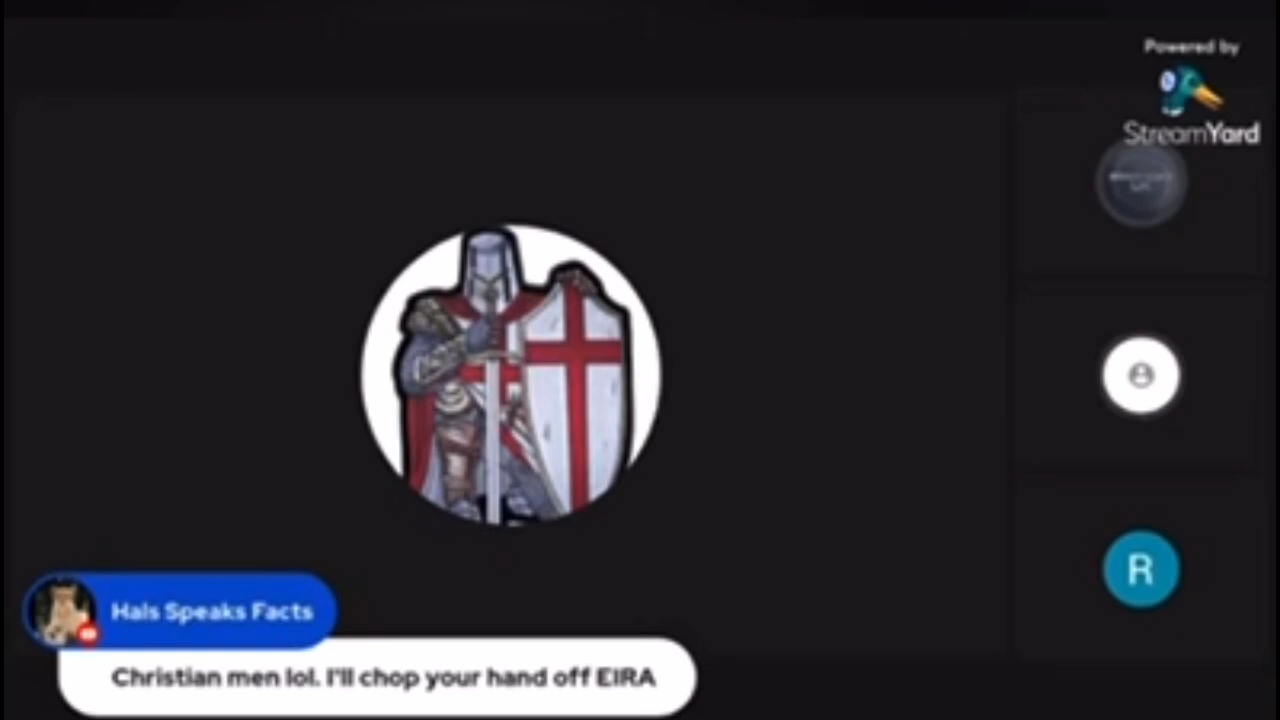 Powered by
StreamYard
R
Hals Speaks Facts
Christian men lol. I'll chop your hand off EIRA